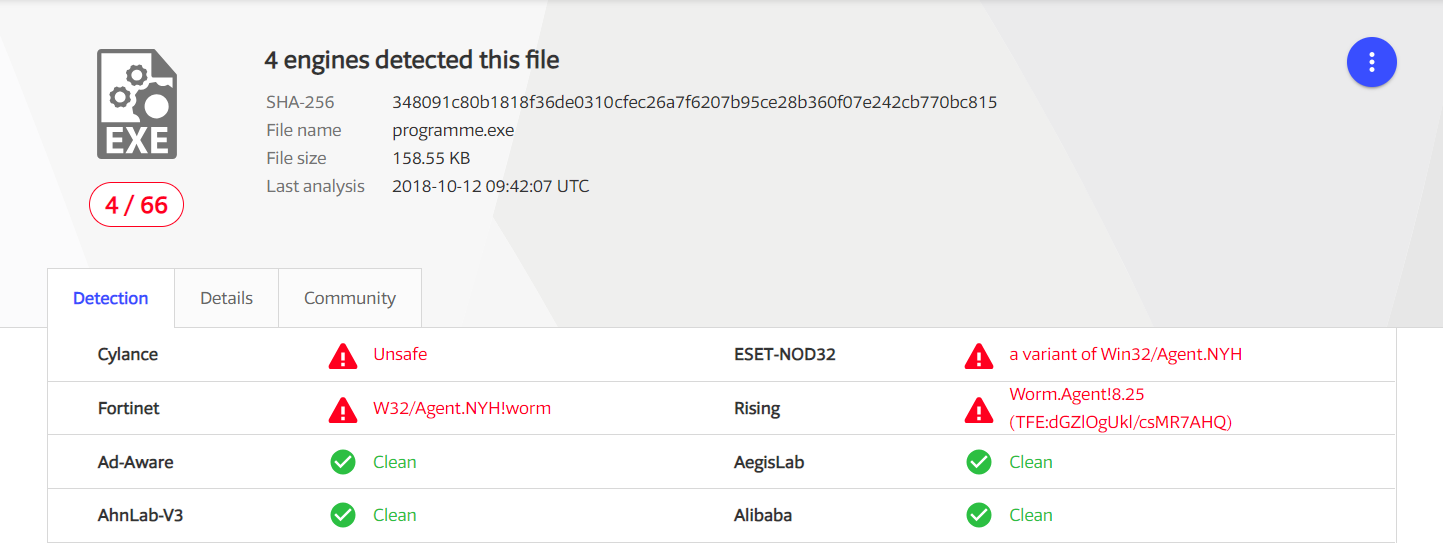 4 engines detected this file
SHA-256 348091c80b1818f36de0310cfec26a7f6207b95ce28b360f07e242cb770bc815
File name programme.exe
File size 158.55 KB
Last analysis 2018-10-12 09:42:07 UTC
EXE
4 / 66
Detection Details Community
Cylance Unsafe ESET-NOD32 a variant of Win32/Agent.NYH
Fortinet W32/Agent.NYH!worm Rising Worm.Agent!8.25
(TFE:dGZlOgUkl/csMR7AHQ)
Ad-Aware Clean AegisLab Clean
AhnLab-V3 Clean Alibaba Clean